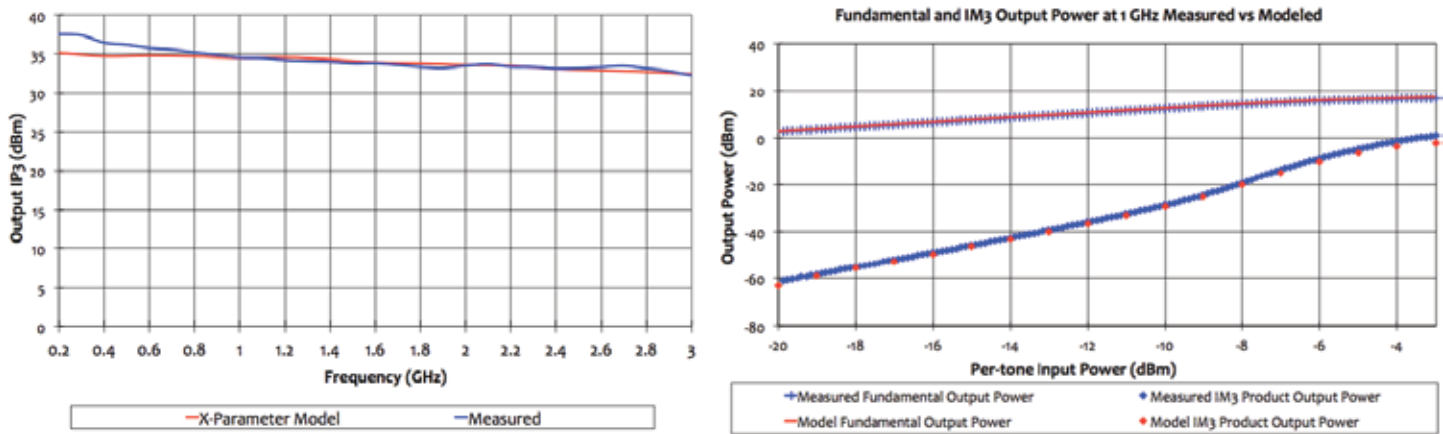 40
35
30
25
20
15
10
5
0
Output IP3 (dBm)
0.2 0.4 0.6 0.8 1 1.2 1.4 1.6 1.8 2 2.2 2.4 2.6 2.8 3
Frequency (GHz)
X-Parameter Model Measured
Fundamental and IM3 Output Power at 1 GHz Measured vs Modeled
40
20
0
-20
-40
-60
-80
Output Power (dBm)
-20 -18 -16 -14 -12 -10 -8 -6 -4
Per-tone Input Power (dBm)
Measured Fundamental Output Power Measured IM3 Product Output Power
Model Fundamental Output Power Model IM3 Product Output Power